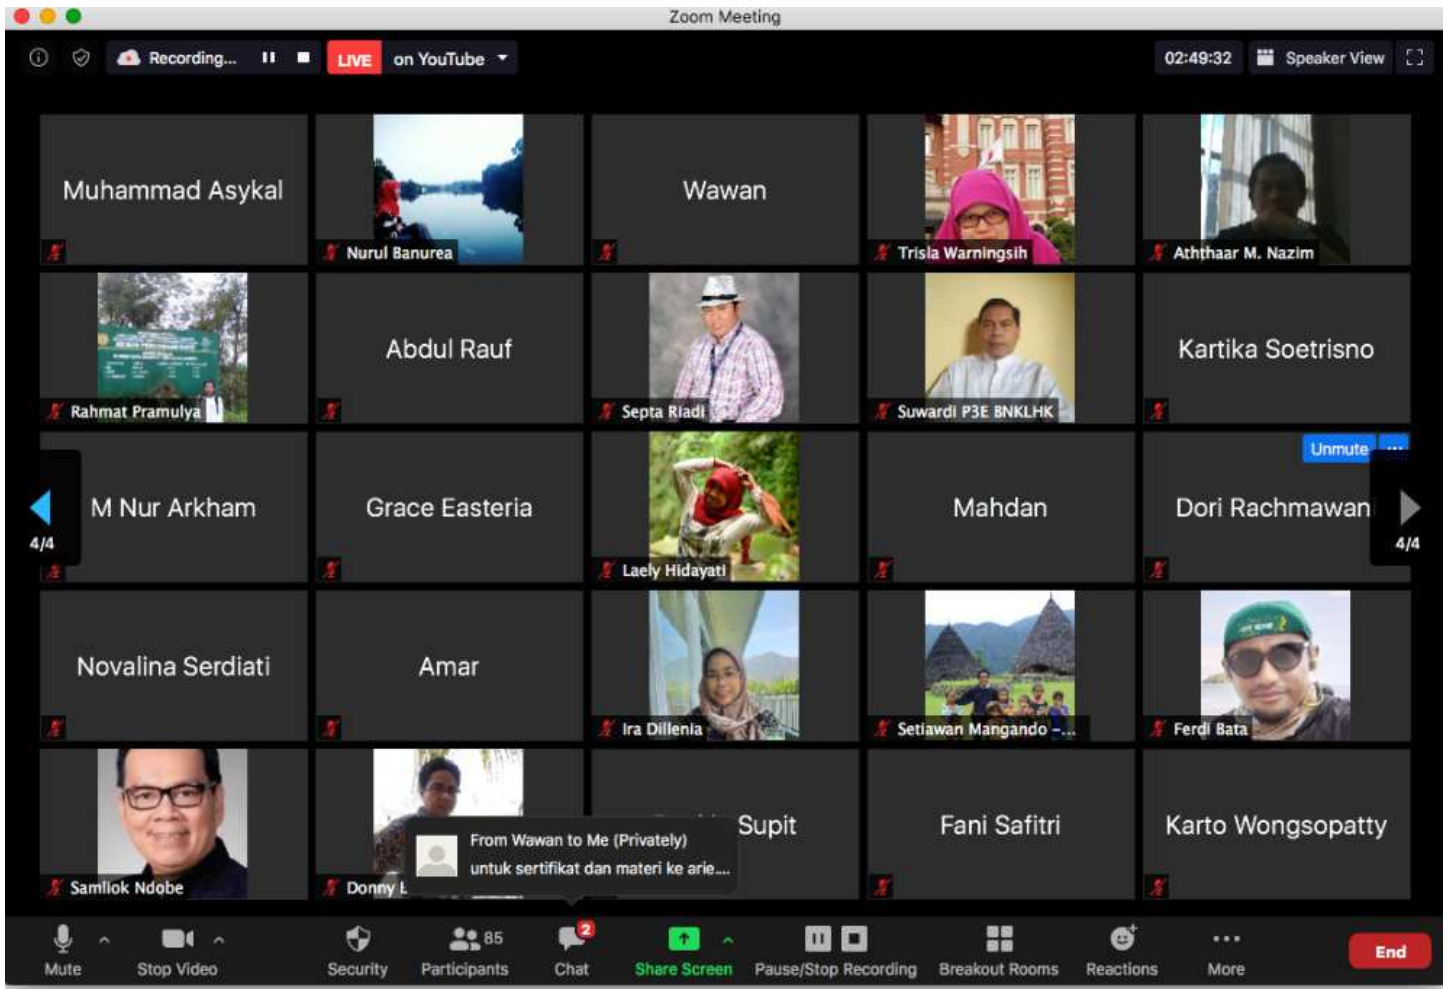 Zoom Meeting
Recording...
LIVE on YouTube
02:49:32
Speaker View
Muhammad Asykal
Nurul Banurea
Wawan
Trisla Warningsih
Aththaar M. Nazim
Rahmat Pramulya
Abdul Rauf
Septa Riadi
Suwardi P3E BNKLHK
Kartika Soetrisno
M Nur Arkham
Grace Easteria
Laely Hidayati
Mahdan
Unmute
Dori Rachmawani
4/4
4/4
Novalina Serdiati
Amar
Ira Dillenia
Setiawan Mangando -...
Ferdi Bata
Samliok Ndobe
Donny
Supit
Fani Safitri
Karto Wongsopatty
From Wawan to Me (Privately)
untuk sertifikat dan materi ke arie....
Mute
Stop Video
Security
85
Participants
2
Chat
Share Screen
Pause/Stop Recording
Breakout Rooms
Reactions
More
End